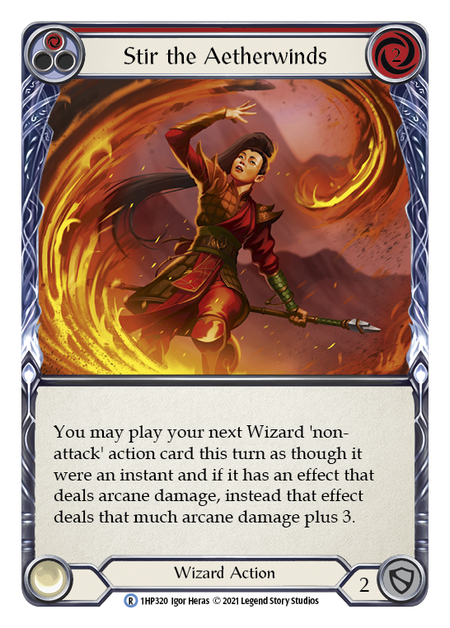 Stir the Aetherwinds
2
You may play your next Wizard 'non-
attack' action card this turn as though it
were an instant and if it has an effect that
deals arcane damage, instead that effect
deals that much arcane damage plus 3.
Wizard Action
2
R 1HP320 Igor Heras © 2021 Legend Story Studios